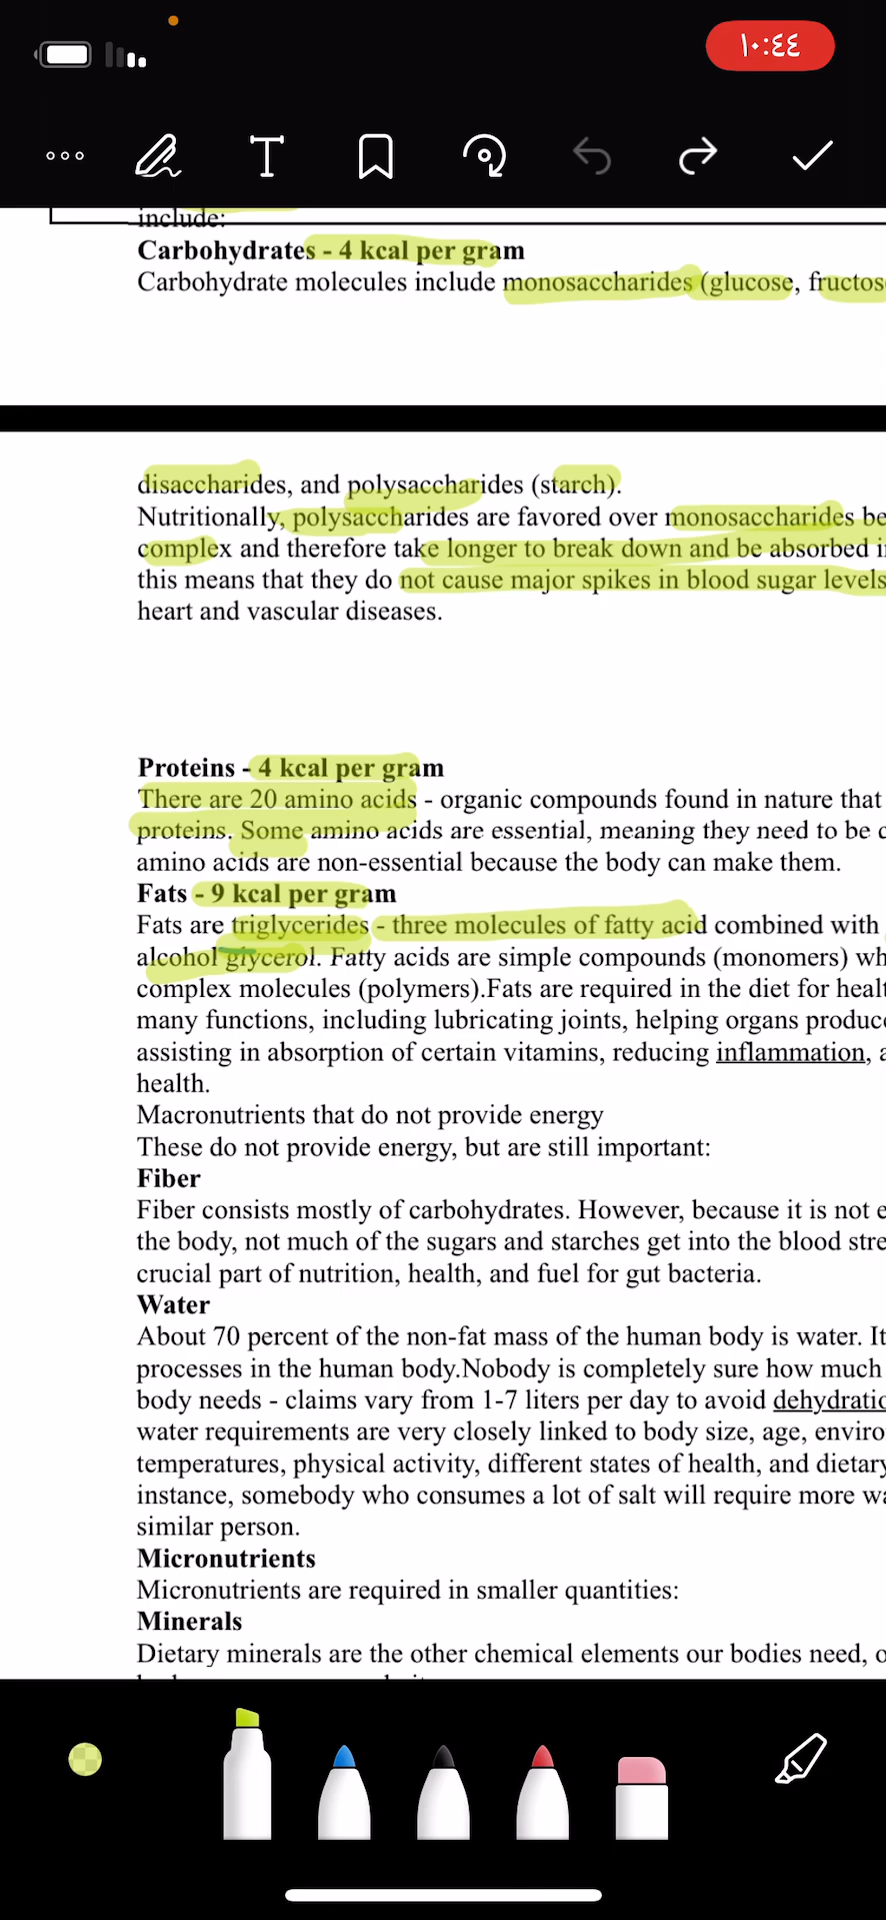 ١٠:٤٤
T
include:
Carbohydrates - 4 kcal per gram
Carbohydrate molecules include monosaccharides (glucose, fructos
disaccharides, and polysaccharides (starch).
Nutritionally, polysaccharides are favored over monosaccharides be
complex and therefore take longer to break down and be absorbed i
this means that they do not cause major spikes in blood sugar levels
heart and vascular diseases.
Proteins - 4 kcal per gram
There are 20 amino acids - organic compounds found in nature that
proteins. Some amino acids are essential, meaning they need to be c
amino acids are non-essential because the body can make them.
Fats - 9 kcal per gram
Fats are triglycerides - three molecules of fatty acid combined with
alcohol glycerol. Fatty acids are simple compounds (monomers) wh
complex molecules (polymers).Fats are required in the diet for healt
many functions, including lubricating joints, helping organs produc
assisting in absorption of certain vitamins, reducing inflammation, a
health.
Macronutrients that do not provide energy
These do not provide energy, but are still important:
Fiber
Fiber consists mostly of carbohydrates. However, because it is not e
the body, not much of the sugars and starches get into the blood stre
crucial part of nutrition, health, and fuel for gut bacteria.
Water
About 70 percent of the non-fat mass of the human body is water. It
processes in the human body.Nobody is completely sure how much
body needs - claims vary from 1-7 liters per day to avoid dehydratio
water requirements are very closely linked to body size, age, enviro
temperatures, physical activity, different states of health, and dietary
instance, somebody who consumes a lot of salt will require more wa
similar person.
Micronutrients
Micronutrients are required in smaller quantities:
Minerals
Dietary minerals are the other chemical elements our bodies need, o